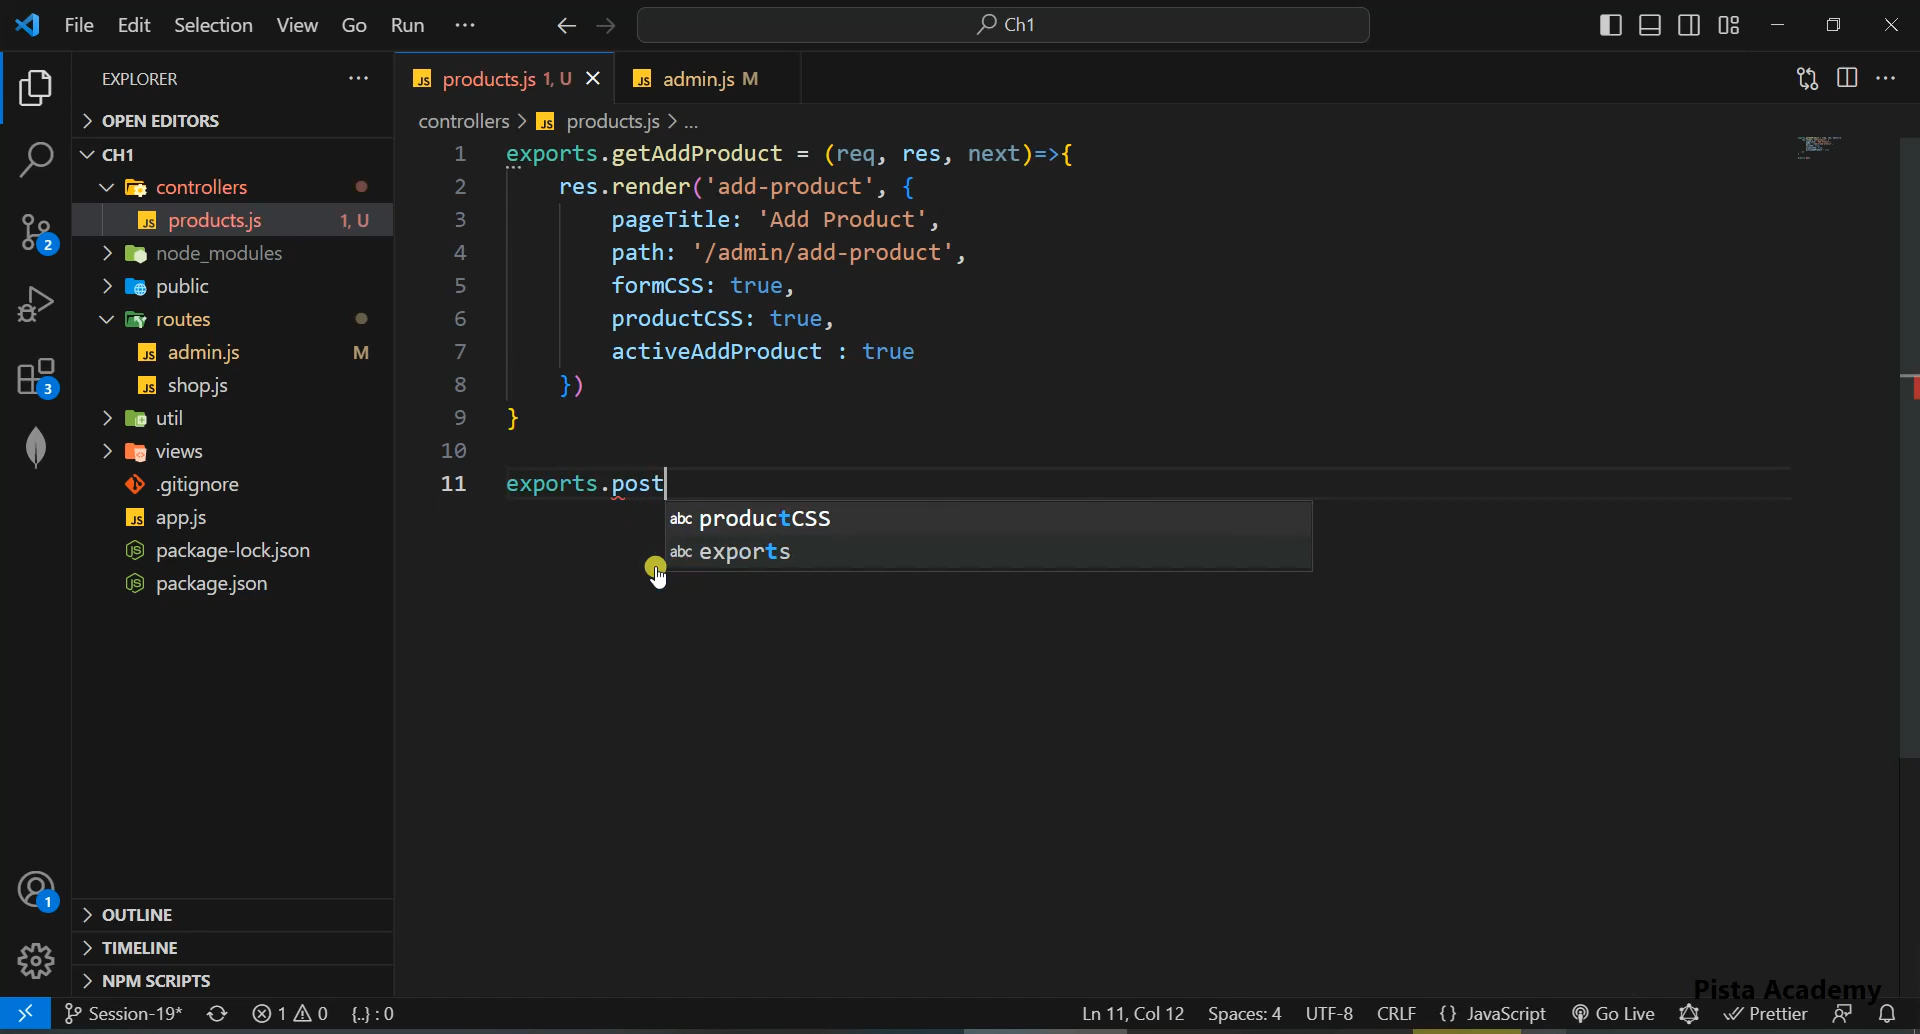 File Edit Selection View Go Run ···
Ch1
EXPLORER
OPEN EDITORS
CH1
controllers
products.js 1, U
node_modules
public
routes
admin.js M
shop.js
util
views
.gitignore
app.js
package-lock.json
package.json
OUTLINE
TIMELINE
NPM SCRIPTS
2
3
1
products.js 1, U
admin.js M
controllers > JS products.js > ...
1 exports.getAddProduct = (req, res, next)=>{
2 res.render('add-product', {
3 pageTitle: 'Add Product',
4 path: '/admin/add-product',
5 formCSS: true,
6 productCSS: true,
7 activeAddProduct : true
8 })
9 }
10
11 exports.post
abc productCSS
abc exports
Pista Academy
Session-19* 1 0 {..} : 0 Ln 11, Col 12 Spaces: 4 UTF-8 CRLF {} JavaScript Go Live Prettier